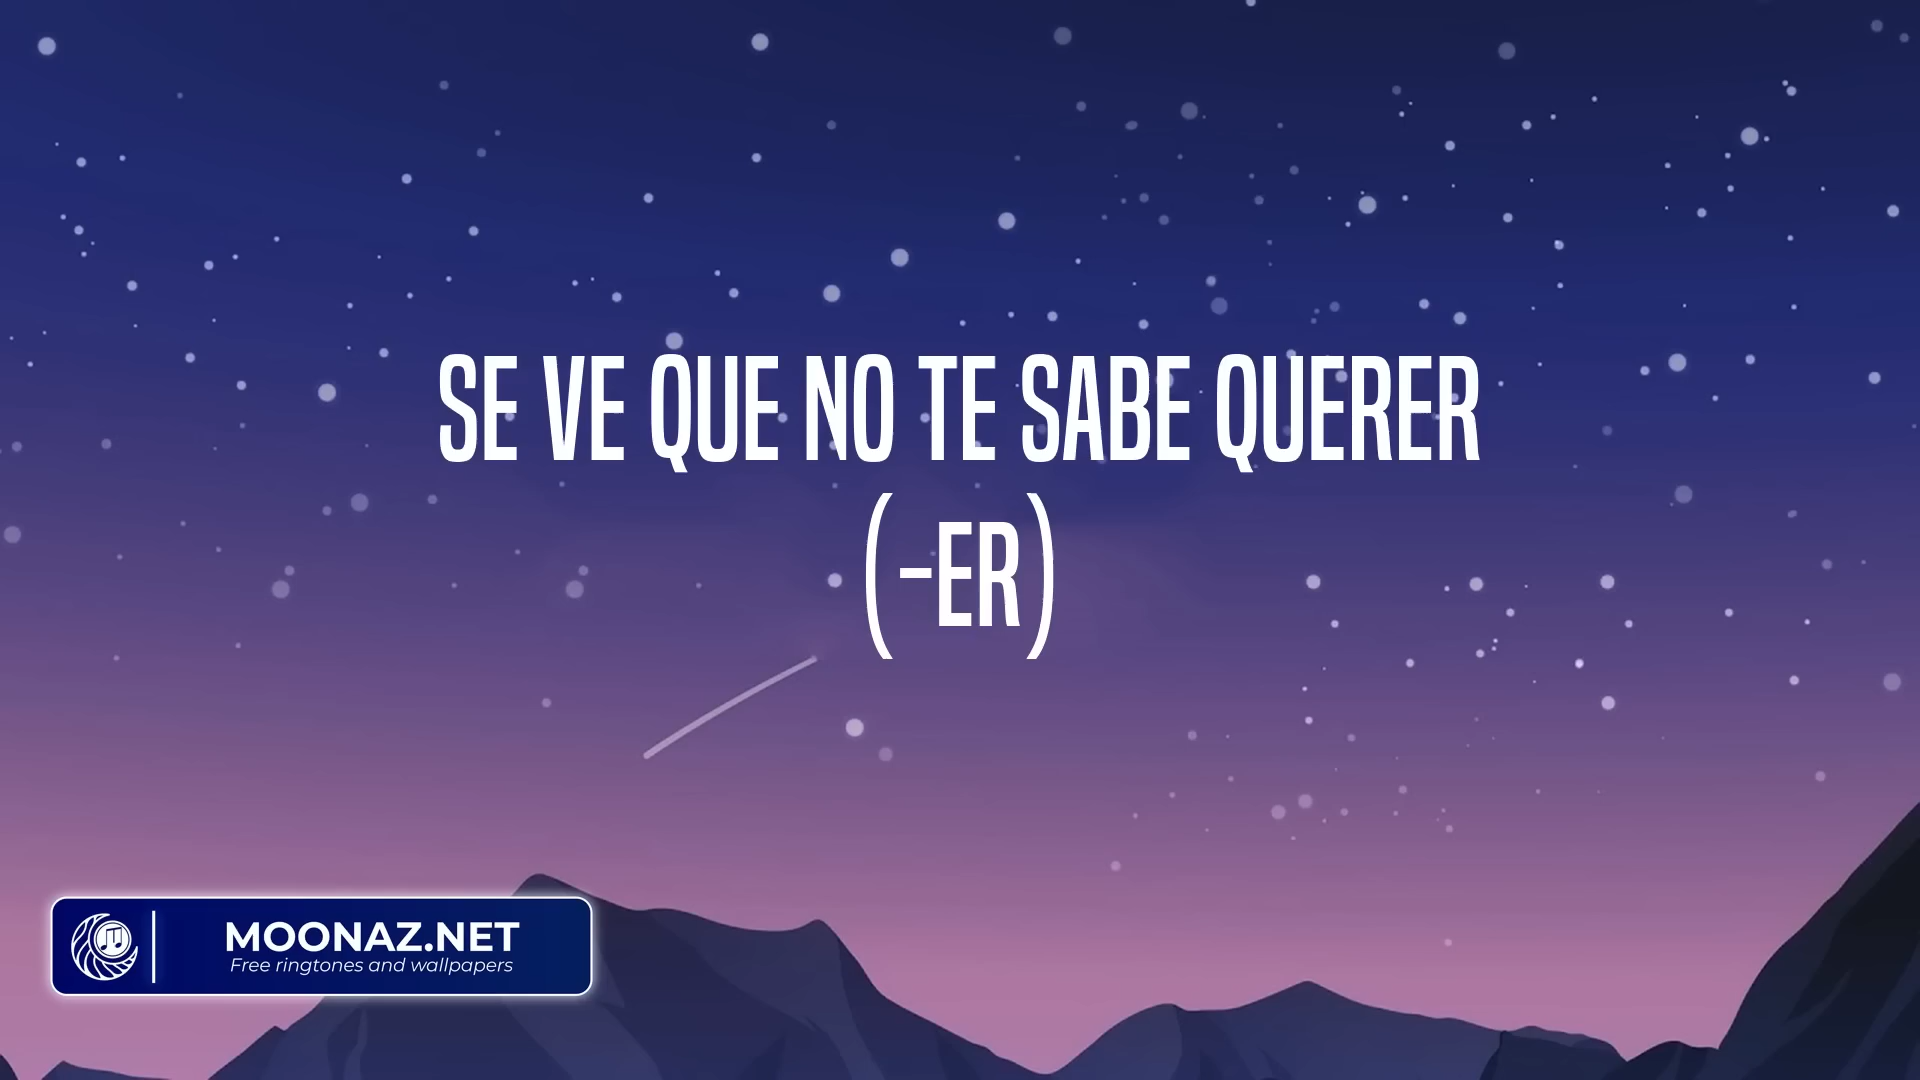 SE VE QUE NO TE SABE QUERER
(-ER)
MOONAZ.NET
Free ringtones and wallpapers